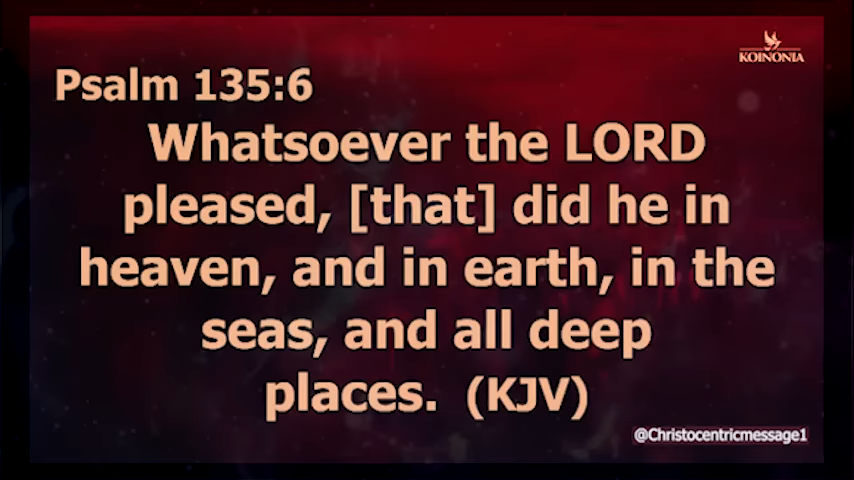 KOINONIA
Psalm 135:6
Whatsoever the LORD
pleased, [that] did he in
heaven, and in earth, in the
seas, and all deep
places. (KJV)
@Christocentricmessage1